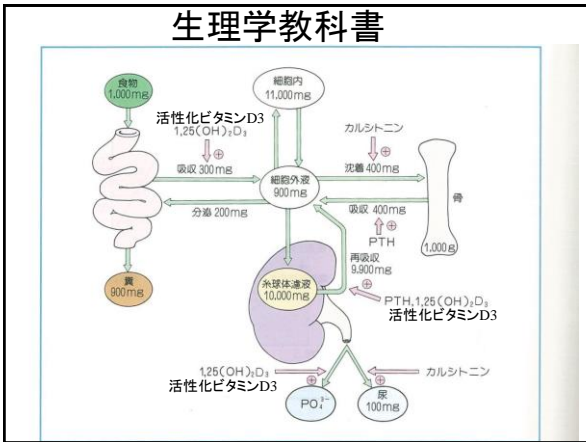 生理学教科書
食物
1,000mg
細胞内
11,000mg
活性化ビタミンD3
1,25(OH)₂D₃
⊕
吸収 300mg
カルシトニン
⊕
沈着 400mg
細胞外液
900mg
分泌 200mg
吸収 400mg
⊕
PTH
骨
1,000g
再吸収
9,900mg
⊕
糞
900mg
糸球体濾液
10,000mg
PTH,1,25(OH)₂D₃
活性化ビタミンD3
1,25(OH)₂D₃
活性化ビタミンD3
⊕
⊕
カルシトニン
PO₄³⁻
尿
100mg